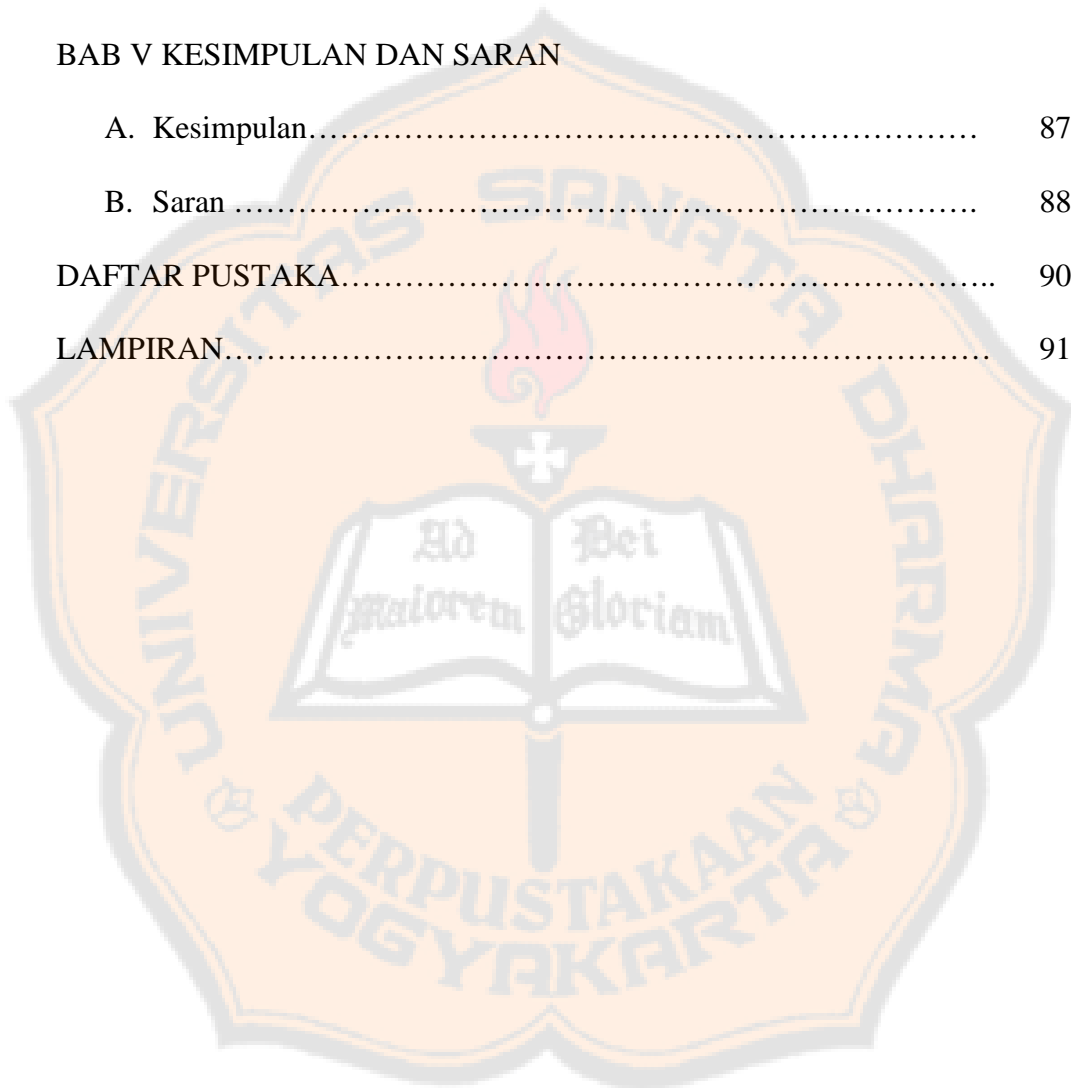 BAB V KESIMPULAN DAN SARAN
A. Kesimpulan……………………………………………………… 87
B. Saran ……………………………………………………………. 88
DAFTAR PUSTAKA…………………………………………………….. 90
LAMPIRAN……………………………………………………………… 91
UNIVERSITAS SANATA DHARMA
Ad Dei
Maiorem Gloriam
PERPUSTAKAAN
YOGYAKARTA